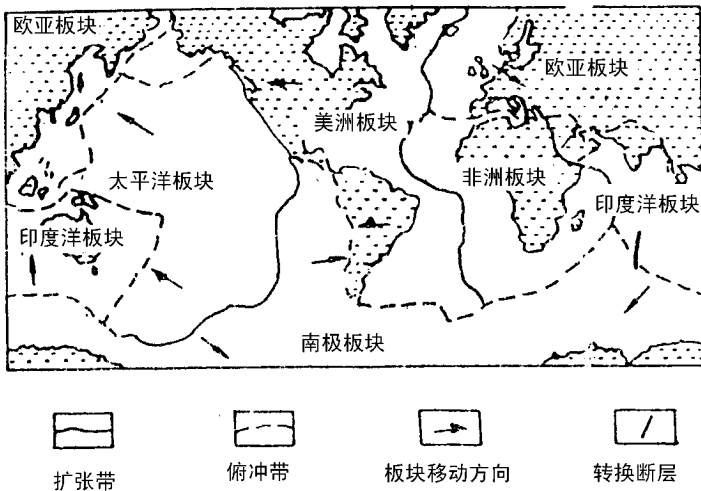 欧亚板块
欧亚板块
美洲板块
太平洋板块
非洲板块
印度洋板块
印度洋板块
南极板块
扩张带
俯冲带
板块移动方向
转换断层